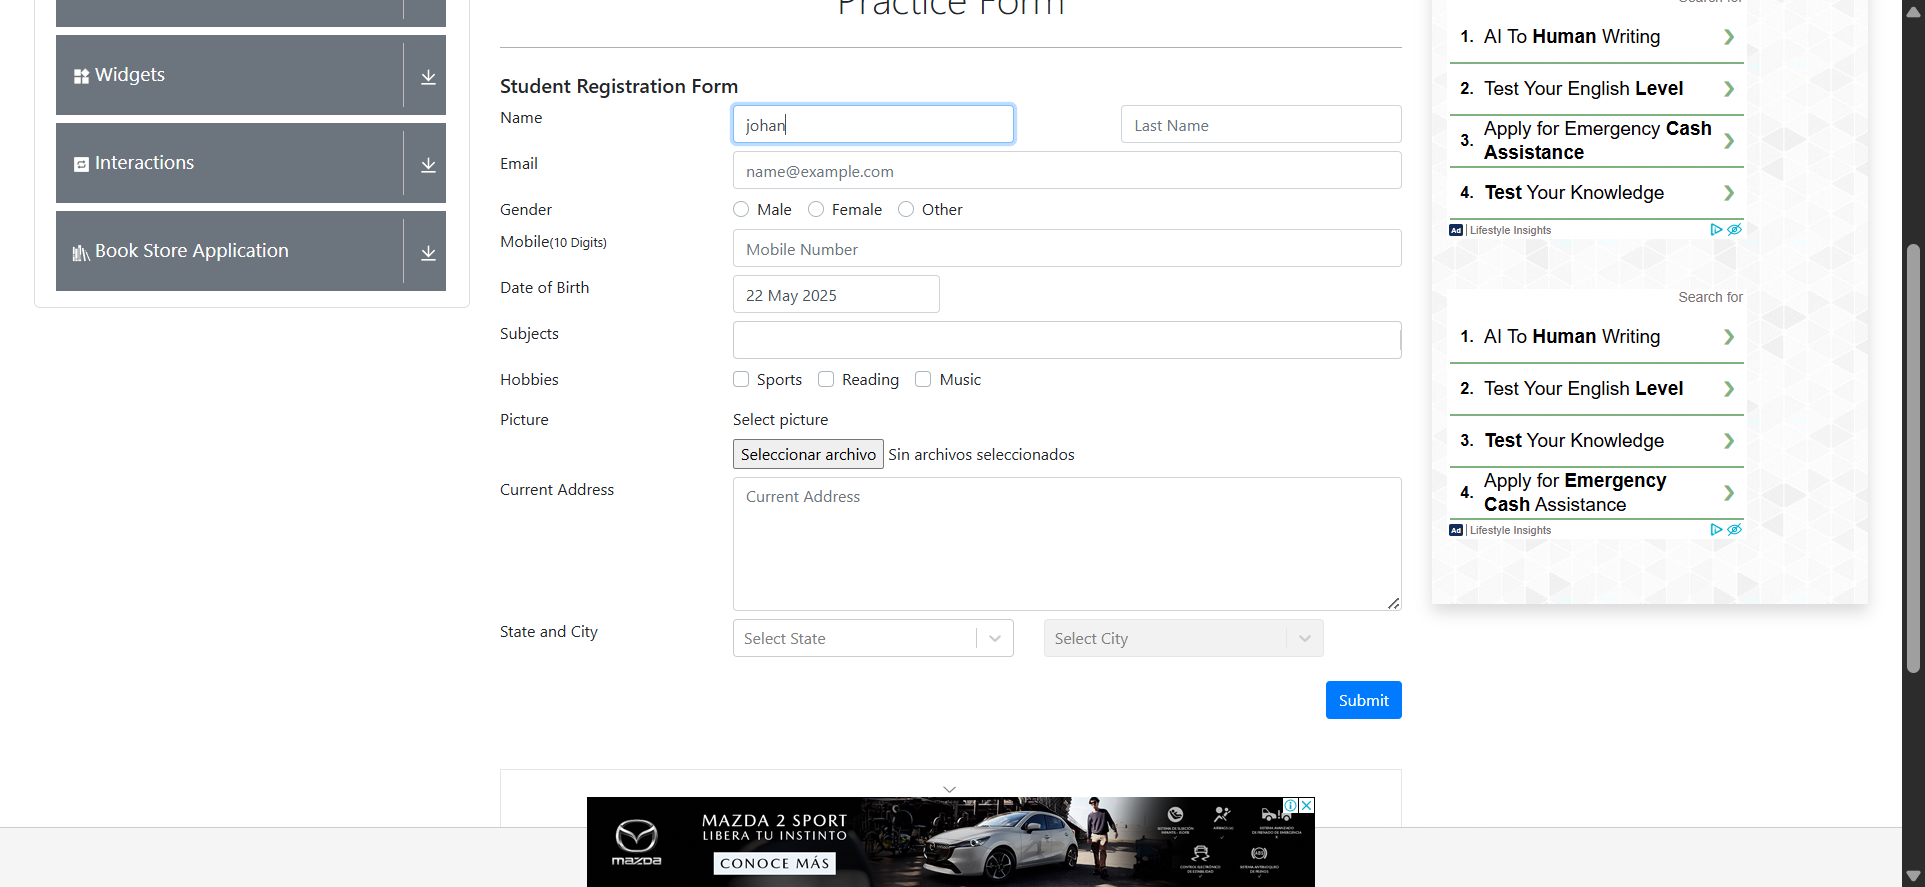 Practice Form
Widgets
Interactions
Book Store Application
Student Registration Form
Name
johan
Last Name
Email
name@example.com
Gender
Male
Female
Other
Mobile(10 Digits)
Mobile Number
Date of Birth
22 May 2025
Subjects
Hobbies
Sports
Reading
Music
Picture
Select picture
Seleccionar archivo
Sin archivos seleccionados
Current Address
Current Address
State and City
Select State
Select City
Submit
Search for
1. AI To Human Writing
2. Test Your English Level
3. Apply for Emergency Cash
Assistance
4. Test Your Knowledge
Ad
Lifestyle Insights
Search for
1. AI To Human Writing
2. Test Your English Level
3. Test Your Knowledge
4. Apply for Emergency
Cash Assistance
Ad
Lifestyle Insights
mazda
MAZDA 2 SPORT
LIBERA TU INSTINTO
CONOCE MÁS